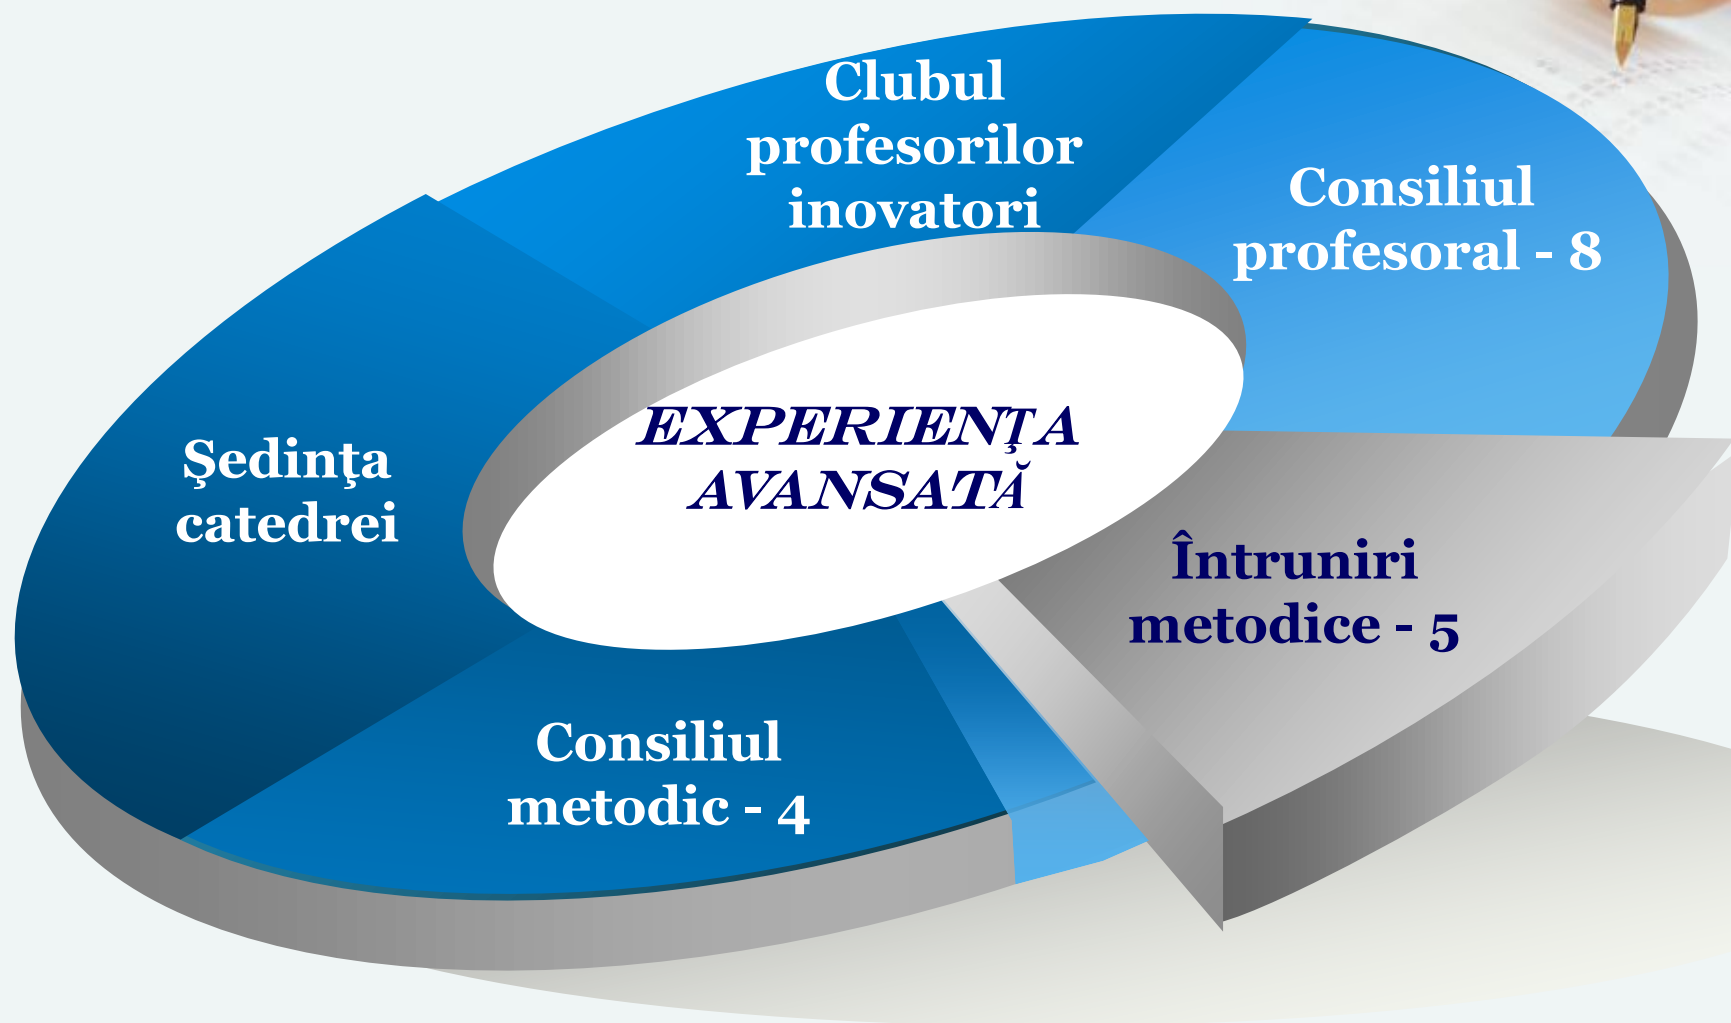 Clubul
profesorilor
inovatori
Consiliul
profesoral - 8
Şedinţa
catedrei
EXPERIENŢA
AVANSATĂ
Întruniri
metodice - 5
Consiliul
metodic - 4